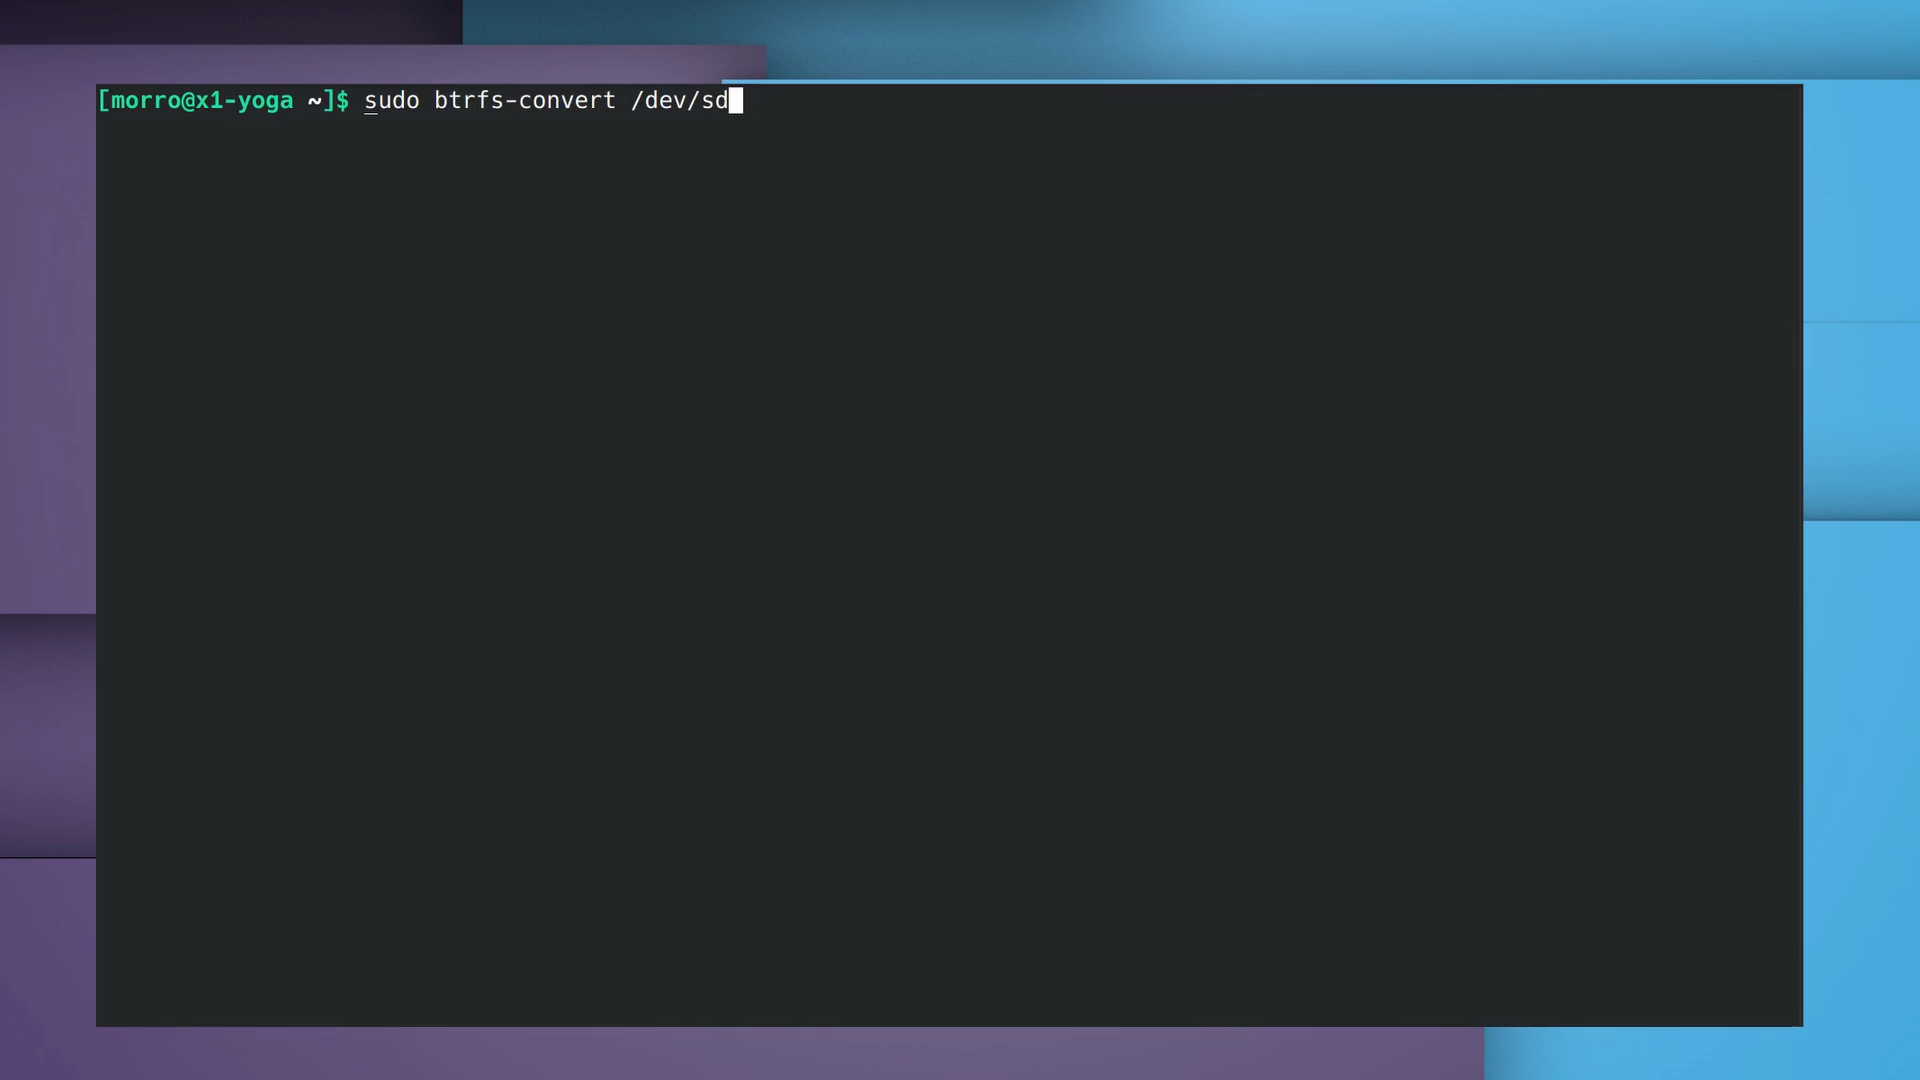 [morro@x1-yoga ~]$ sudo btrfs-convert /dev/sd